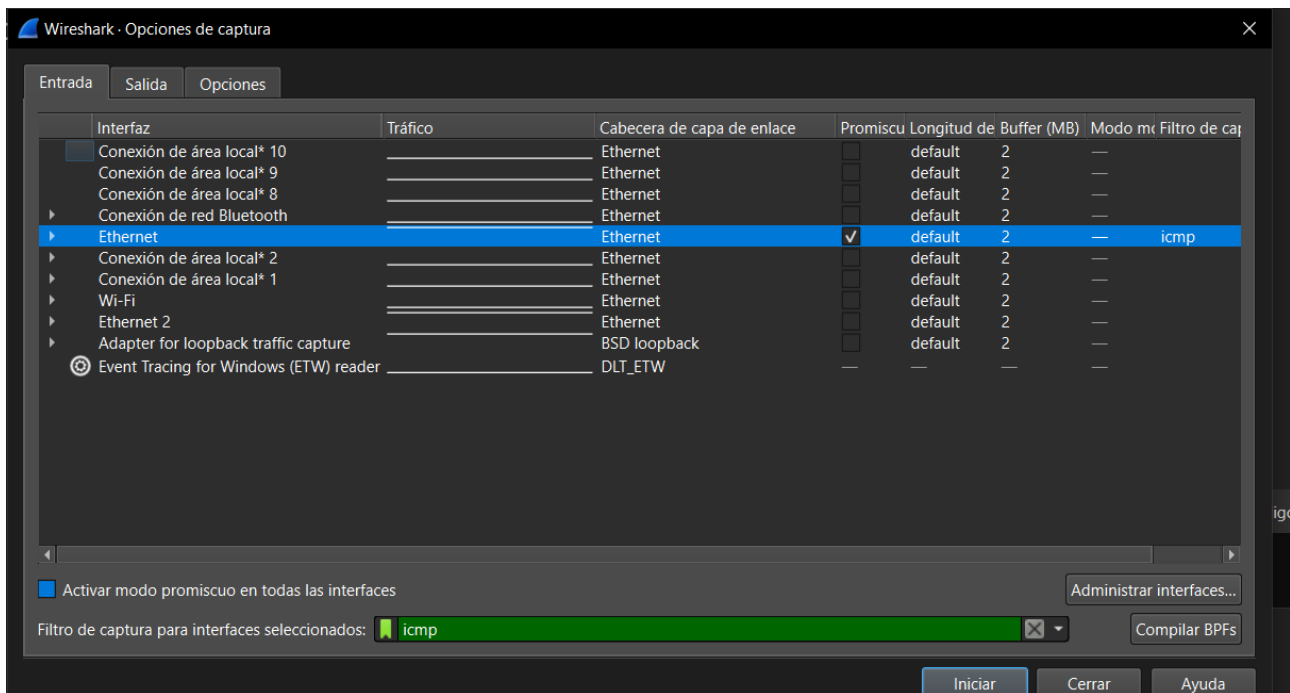 Wireshark · Opciones de captura
Entrada Salida Opciones
Interfaz Tráfico Cabecera de capa de enlace Promiscu Longitud de Buffer (MB) Modo mo Filtro de cap
Conexión de área local* 10 Ethernet default 2 —
Conexión de área local* 9 Ethernet default 2 —
Conexión de área local* 8 Ethernet default 2 —
Conexión de red Bluetooth Ethernet default 2 —
Ethernet Ethernet default 2 — icmp
Conexión de área local* 2 Ethernet default 2 —
Conexión de área local* 1 Ethernet default 2 —
Wi-Fi Ethernet default 2 —
Ethernet 2 Ethernet default 2 —
Adapter for loopback traffic capture BSD loopback default 2 —
Event Tracing for Windows (ETW) reader DLT_ETW — — — —
igo
Activar modo promiscuo en todas las interfaces Administrar interfaces...
Filtro de captura para interfaces seleccionados: icmp Compilar BPFs
Iniciar Cerrar Ayuda